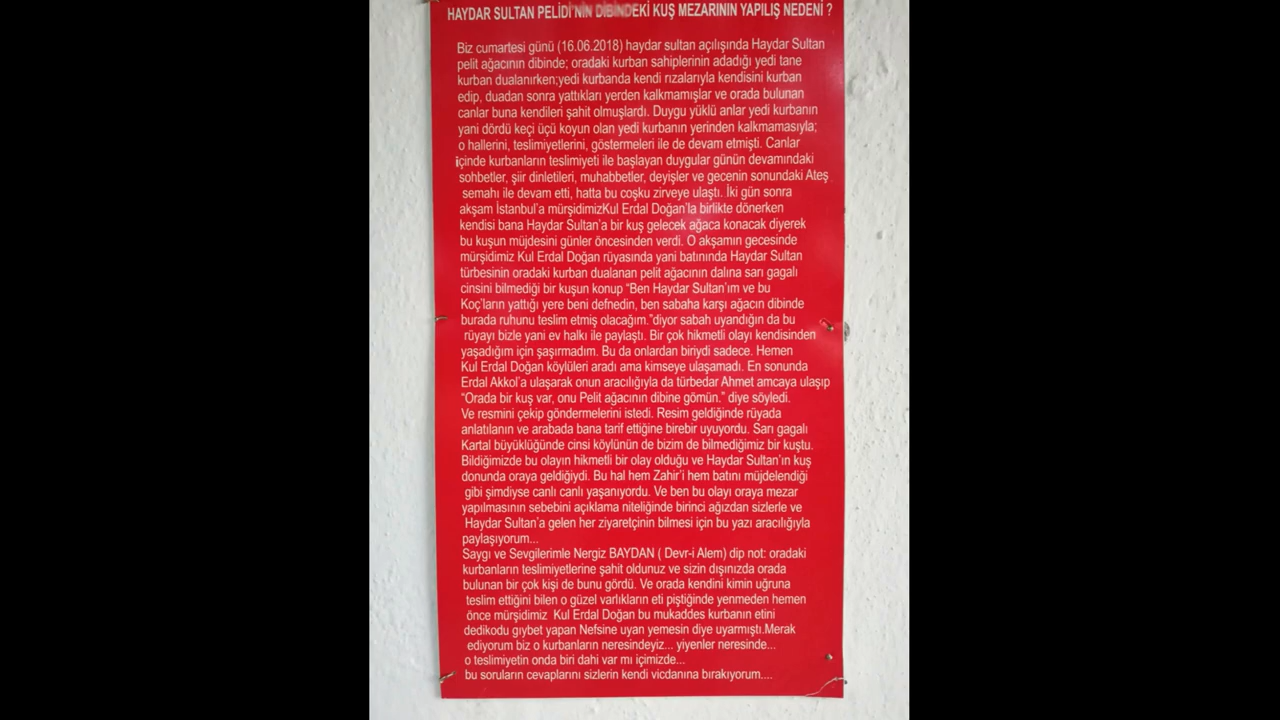 HAYDAR SULTAN PELİDİ'NİN DİBİNDEKİ KUŞ MEZARININ YAPILIŞ NEDENİ ?
Biz cumartesi günü (16.06.2018) haydar sultan açılışında Haydar Sultan
pelit ağacının dibinde; oradaki kurban sahiplerinin adadığı yedi tane
kurban dualanırken;yedi kurbanda kendi rızalarıyla kendisini kurban
edip, duadan sonra yattıkları yerden kalkmamışlar ve orada bulunan
canlar buna kendileri şahit olmuşlardı. Duygu yüklü anlar yedi kurbanın
yani dördü keçi üçü koyun olan yedi kurbanın yerinden kalkmamasıyla;
o hallerini, teslimiyetlerini, göstermeleri ile de devam etmişti. Canlar
içinde kurbanların teslimiyeti ile başlayan duygular günün devamındaki
sohbetler, şiir dinletileri, muhabbetler, deyişler ve gecenin sonundaki Ateş
semahı ile devam etti, hatta bu coşku zirveye ulaştı. İki gün sonra
akşam İstanbul'a mürşidimizKul Erdal Doğan'la birlikte dönerken
kendisi bana Haydar Sultan'a bir kuş gelecek ağaca konacak diyerek
bu kuşun müjdesini günler öncesinden verdi. O akşamın gecesinde
mürşidimiz Kul Erdal Doğan rüyasında yani batınında Haydar Sultan
türbesinin oradaki kurban dualanan pelit ağacının dalına sarı gagalı
cinsini bilmediği bir kuşun konup “Ben Haydar Sultan'ım ve bu
Koç'ların yattığı yere beni defnedin, ben sabaha karşı ağacın dibinde
burada ruhunu teslim etmiş olacağım.”diyor sabah uyandığın da bu
rüyayı bizle yani ev halkı ile paylaştı. Bir çok hikmetli olayı kendisinden
yaşadığım için şaşırmadım. Bu da onlardan biriydi sadece. Hemen
Kul Erdal Doğan köylüleri aradı ama kimseye ulaşamadı. En sonunda
Erdal Akkol'a ulaşarak onun aracılığıyla da türbedar Ahmet amcaya ulaşıp
“Orada bir kuş var, onu Pelit ağacının dibine gömün.” diye söyledi.
Ve resmini çekip göndermelerini istedi. Resim geldiğinde rüyada
anlatılanın ve arabada bana tarif ettiğine birebir uyuyordu. Sarı gagalı
Kartal büyüklüğünde cinsi köylünün de bizim de bilmediğimiz bir kuştu.
Bildiğimizde bu olayın hikmetli bir olay olduğu ve Haydar Sultan'ın kuş
donunda oraya geldiğiydi. Bu hal hem Zahir'i hem batını müjdelendiği
gibi şimdiyse canlı canlı yaşanıyordu. Ve ben bu olayı oraya mezar
yapılmasının sebebini açıklama niteliğinde birinci ağızdan sizlerle ve
Haydar Sultan'a gelen her ziyaretçinin bilmesi için bu yazı aracılığıyla
paylaşıyorum...
Saygı ve Sevgilerimle Nergiz BAYDAN ( Devr-i Alem) dip not: oradaki
kurbanların teslimiyetlerine şahit oldunuz ve sizin dışınızda orada
bulunan bir çok kişi de bunu gördü. Ve orada kendini kimin uğruna
teslim ettiğini bilen o güzel varlıkların eti piştiğinde yenmeden hemen
önce mürşidimiz Kul Erdal Doğan bu mukaddes kurbanın etini
dedikodu gıybet yapan Nefsine uyan yemesin diye uyarmıştı.Merak
ediyorum biz o kurbanların neresindeyiz... yiyenler neresinde...
o teslimiyetin onda biri dahi var mı içimizde...
bu soruların cevaplarını sizlerin kendi vicdanına bırakıyorum....